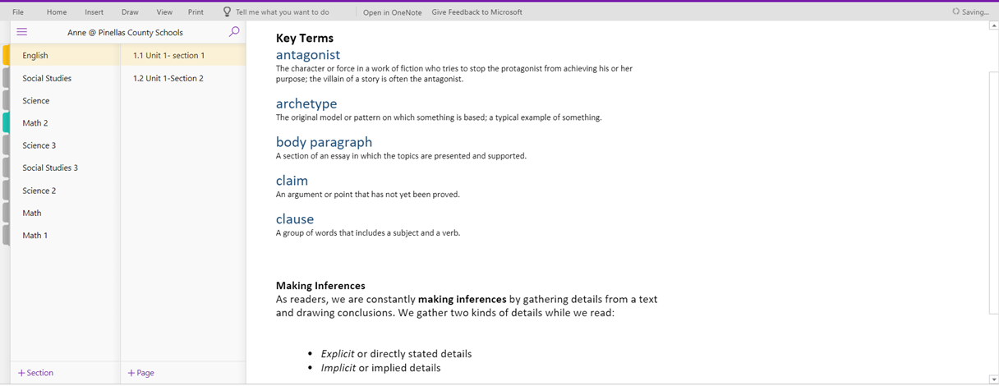 File Home Insert Draw View Print Tell me what you want to do Open in OneNote Give Feedback to Microsoft Saving...
Anne @ Pinellas County Schools
English
Social Studies
Science
Math 2
Science 3
Social Studies 3
Science 2
Math
Math 1
+ Section
1.1 Unit 1- section 1
1.2 Unit 1-Section 2
+ Page
Key Terms
antagonist
The character or force in a work of fiction who tries to stop the protagonist from achieving his or her
purpose; the villain of a story is often the antagonist.
archetype
The original model or pattern on which something is based; a typical example of something.
body paragraph
A section of an essay in which the topics are presented and supported.
claim
An argument or point that has not yet been proved.
clause
A group of words that includes a subject and a verb.
Making Inferences
As readers, we are constantly making inferences by gathering details from a text
and drawing conclusions. We gather two kinds of details while we read:
• Explicit or directly stated details
• Implicit or implied details